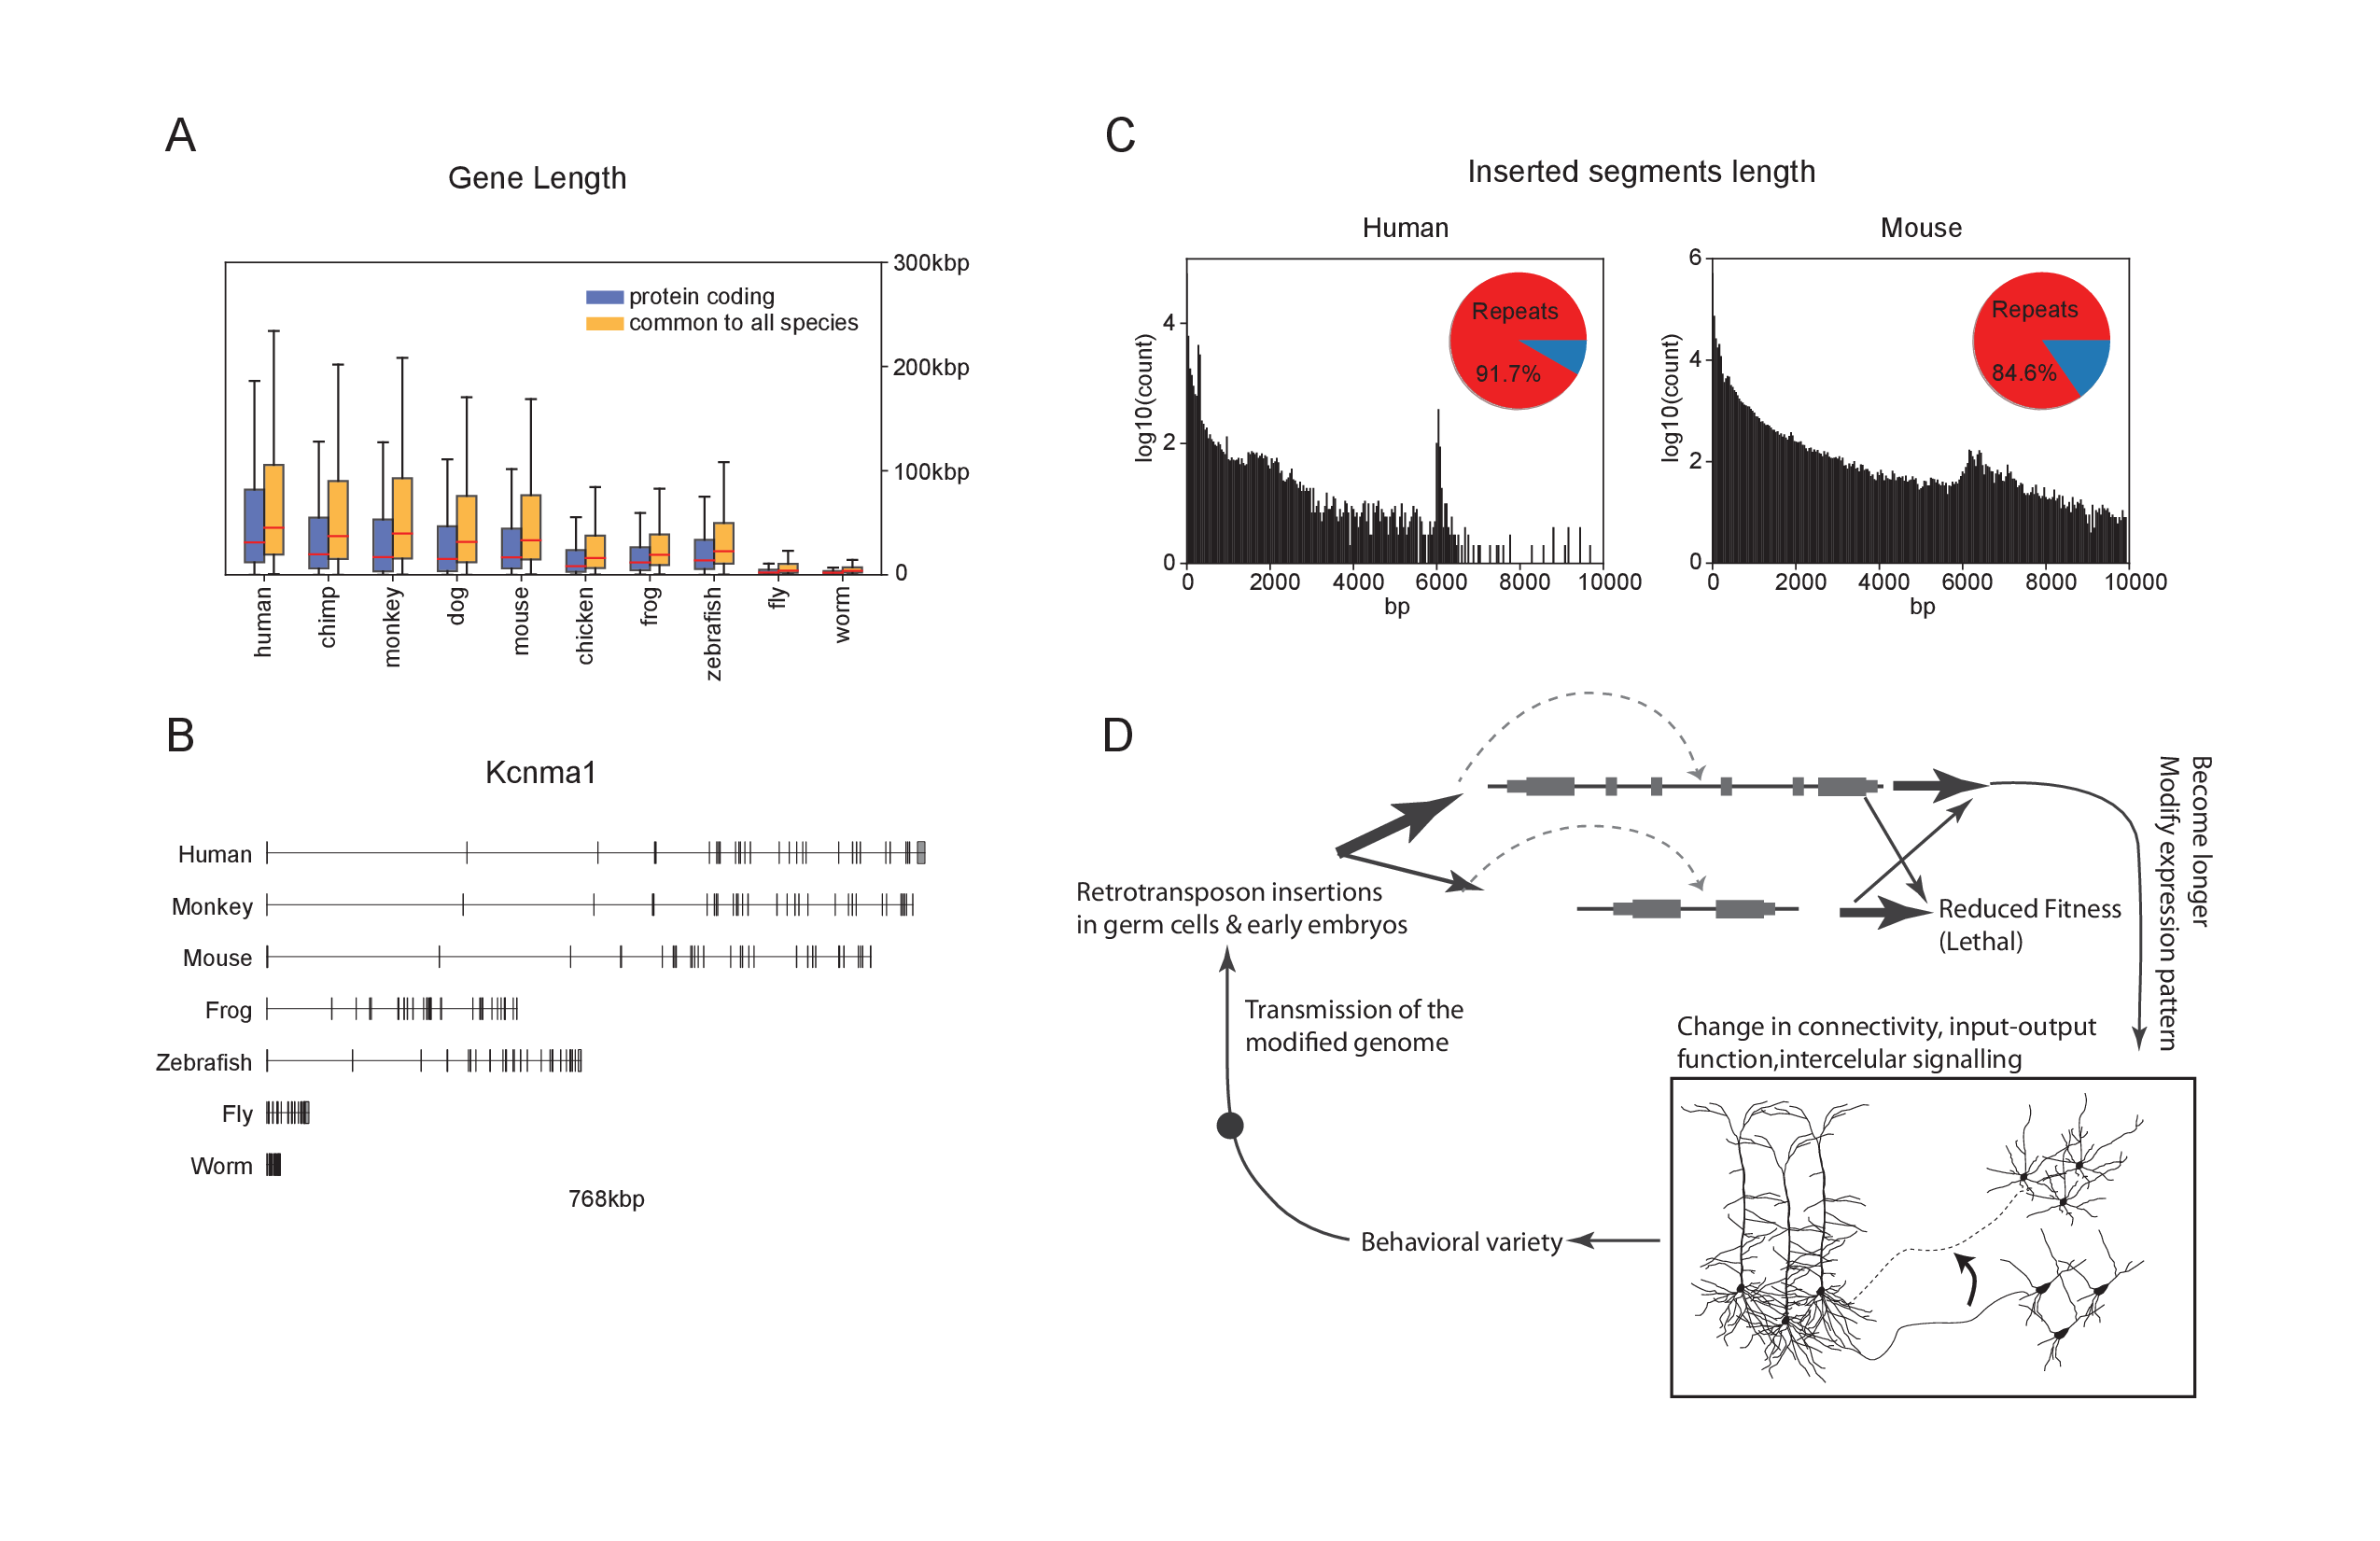 A
Gene Length
300kbp
200kbp
100kbp
0
protein coding
common to all species
human
chimp
monkey
dog
mouse
chicken
frog
zebrafish
fly
worm
B
Kcnma1
Human
Monkey
Mouse
Frog
Zebrafish
Fly
Worm
768kbp
C
Inserted segments length
Human
log10(count)
4
2
0
Repeats
91.7%
0 2000 4000 6000 8000 10000
bp
Mouse
log10(count)
6
4
2
0
Repeats
84.6%
0 2000 4000 6000 8000 10000
bp
D
Retrotransposon insertions
in germ cells & early embryos
Reduced Fitness
(Lethal)
Become longer
Modify expression pattern
Transmission of the
modified genome
Change in connectivity, input-output
function,intercelular signalling
Behavioral variety